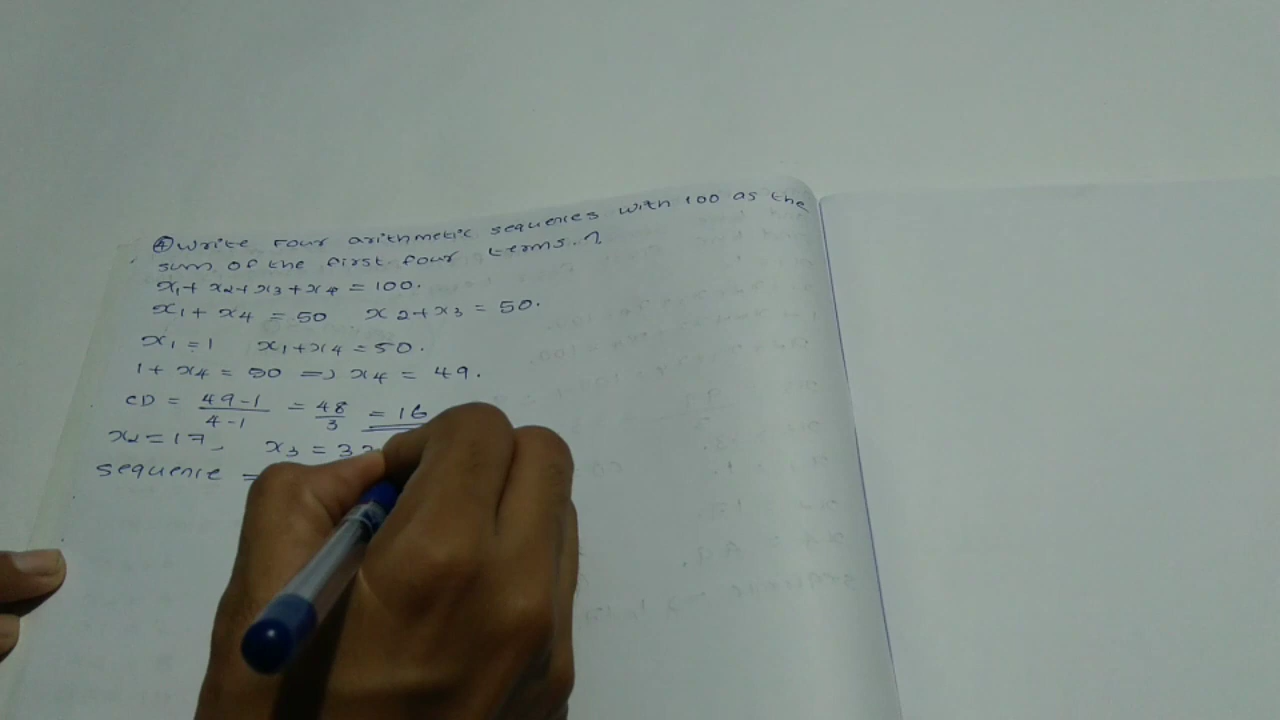 ④ Write Four arithmetic sequences with 100 as the
sum of the first four terms.?
x₁+ x₂+x₃+x₄ = 100.
x₁+ x₄ = 50 x₂+x₃ = 50.
x₁ = 1 x₁+x₄ = 50.
1+ x₄ = 50 => x₄ = 49.
CD = 49-1/4-1 = 48/3 = 16
x₂ = 17, x₃ = 33
sequence =